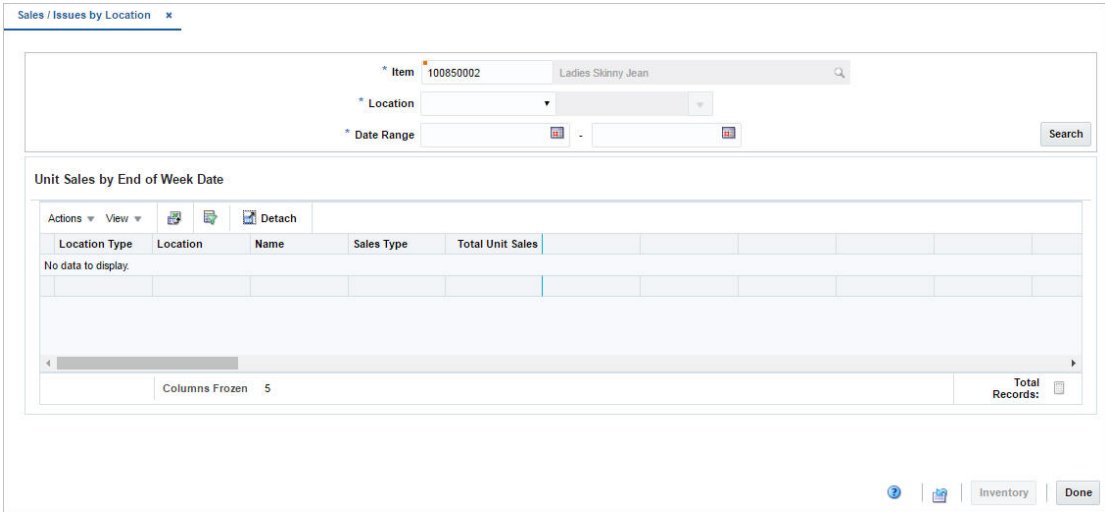 Sales / Issues by Location ×
* Item 100850002 Ladies Skinny Jean
* Location
* Date Range -
Search
Unit Sales by End of Week Date
Actions View Detach
Location Type Location Name Sales Type Total Unit Sales
No data to display.
Columns Frozen 5
Total
Records:
? Inventory Done